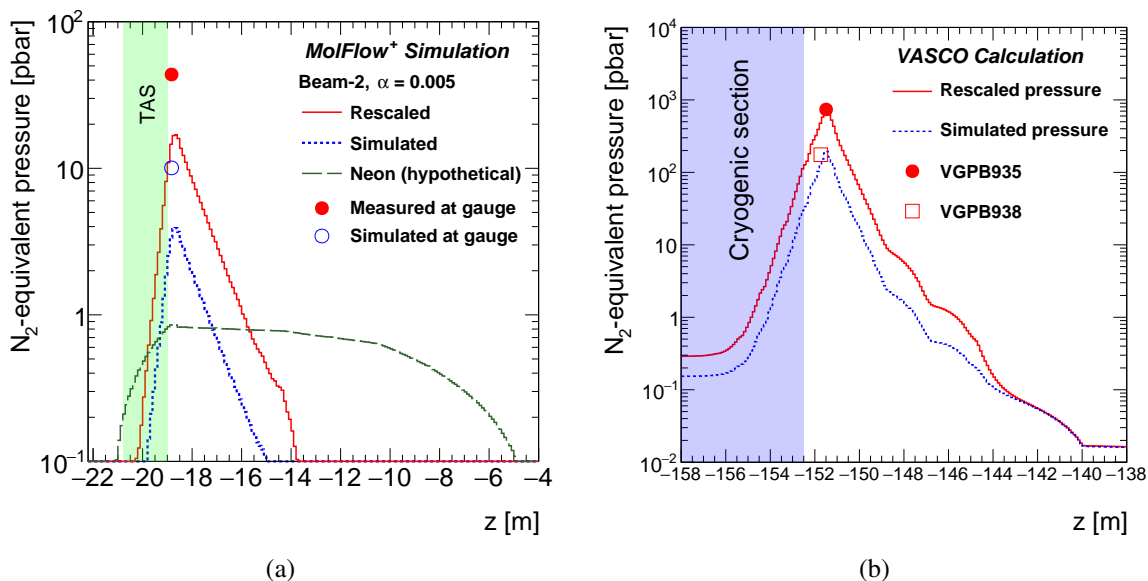 N₂-equivalent pressure [pbar]
10²
10
1
10⁻¹
TAS
MolFlow⁺ Simulation
Beam-2, α = 0.005
Rescaled
Simulated
Neon (hypothetical)
Measured at gauge
Simulated at gauge
−22 −20 −18 −16 −14 −12 −10 −8 −6 −4
z [m]
(a)
N₂-equivalent pressure [pbar]
10⁴
10³
10²
10
1
10⁻¹
10⁻²
Cryogenic section
VASCO Calculation
Rescaled pressure
Simulated pressure
VGPB935
VGPB938
−158 −156 −154 −152 −150 −148 −146 −144 −142 −140 −138
z [m]
(b)